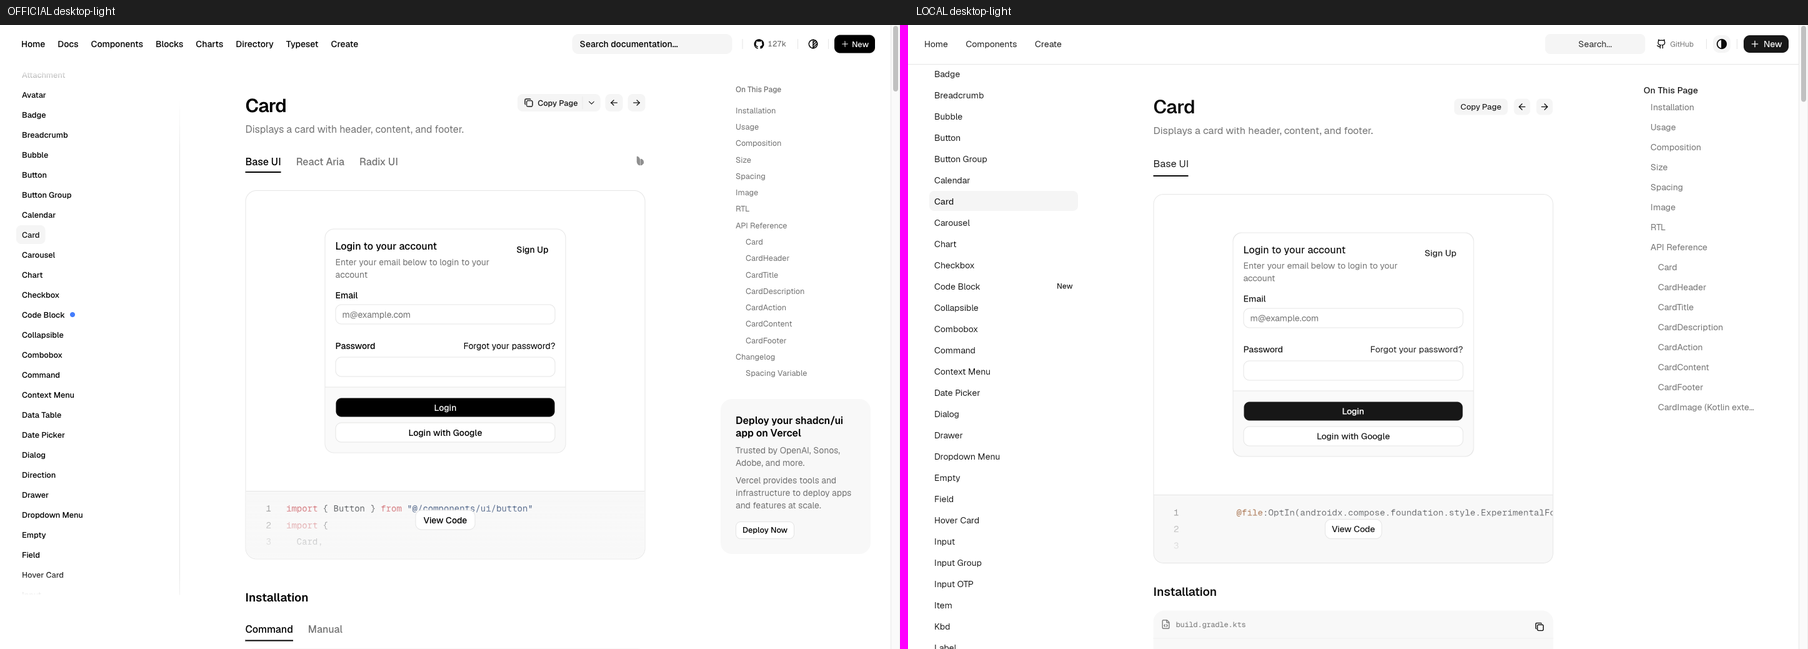 OFFICIAL desktop-light
Home Docs Components Blocks Charts Directory Typeset Create
Search documentation...
127k
+ New
Attachment
Avatar
Badge
Breadcrumb
Bubble
Button
Button Group
Calendar
Card
Carousel
Chart
Checkbox
Code Block
Collapsible
Combobox
Command
Context Menu
Data Table
Date Picker
Dialog
Direction
Drawer
Dropdown Menu
Empty
Field
Hover Card
Card
Copy Page
Displays a card with header, content, and footer.
Base UI React Aria Radix UI
Login to your account
Sign Up
Enter your email below to login to your
account
Email
m@example.com
Password Forgot your password?
Login
Login with Google
1 import { Button } from "@/components/ui/button"
2 import {
3 Card,
View Code
Installation
Command Manual
On This Page
Installation
Usage
Composition
Size
Spacing
Image
RTL
API Reference
Card
CardHeader
CardTitle
CardDescription
CardAction
CardContent
CardFooter
Changelog
Spacing Variable
Deploy your shadcn/ui
app on Vercel
Trusted by OpenAI, Sonos,
Adobe, and more.
Vercel provides tools and
infrastructure to deploy apps
and features at scale.
Deploy Now
LOCAL desktop-light
Home Components Create
Search...
GitHub
+ New
Badge
Breadcrumb
Bubble
Button
Button Group
Calendar
Card
Carousel
Chart
Checkbox
Code Block New
Collapsible
Combobox
Command
Context Menu
Date Picker
Dialog
Drawer
Dropdown Menu
Empty
Field
Hover Card
Input
Input Group
Input OTP
Item
Kbd
Label
Card
Copy Page
Displays a card with header, content, and footer.
Base UI
Login to your account
Sign Up
Enter your email below to login to your
account
Email
m@example.com
Password Forgot your password?
Login
Login with Google
1 @file:OptIn(androidx.compose.foundation.style.ExperimentalFo
2
3
View Code
Installation
build.gradle.kts
On This Page
Installation
Usage
Composition
Size
Spacing
Image
RTL
API Reference
Card
CardHeader
CardTitle
CardDescription
CardAction
CardContent
CardFooter
CardImage (Kotlin exte...